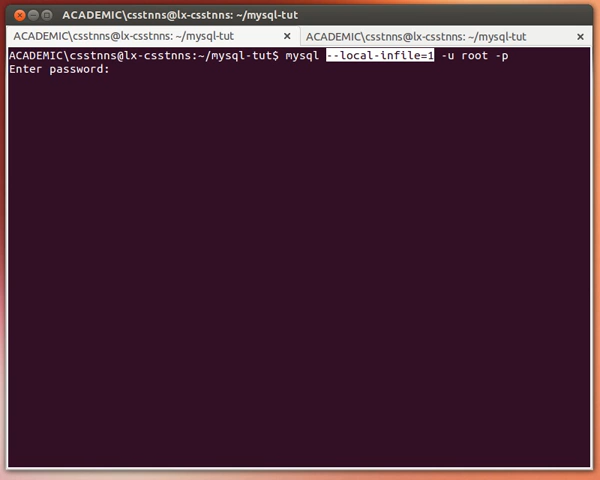 ACADEMIC\csstnns@lx-csstnns: ~/mysql-tut
ACADEMIC\csstnns@lx-csstnns: ~/mysql-tut
ACADEMIC\csstnns@lx-csstnns: ~/mysql-tut
ACADEMIC\csstnns@lx-csstnns:~/mysql-tut$ mysql --local-infile=1 -u root -p
Enter password: